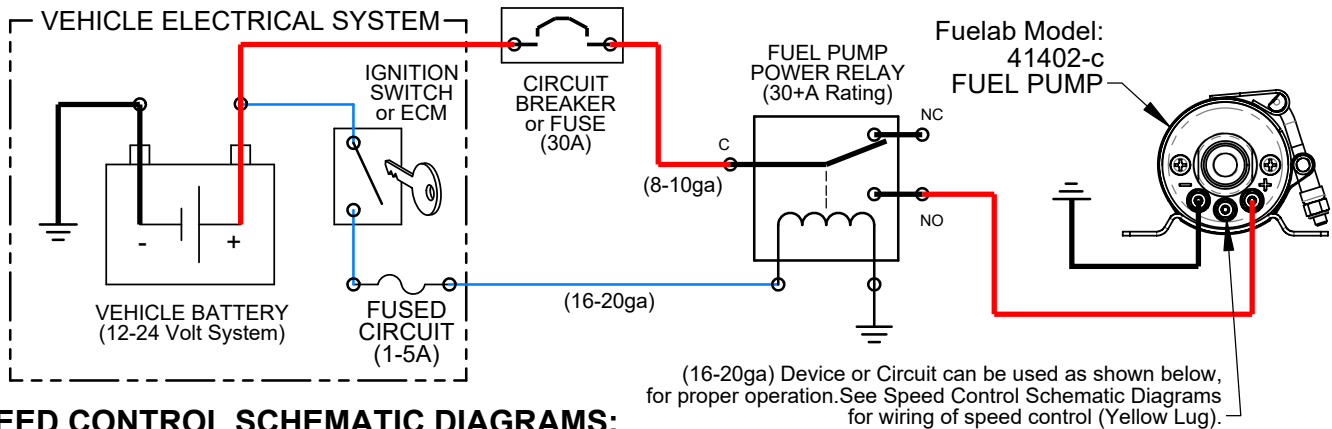 VEHICLE ELECTRICAL SYSTEM
IGNITION
SWITCH
or ECM
-
+
VEHICLE BATTERY
(12-24 Volt System)
FUSED
CIRCUIT
(1-5A)
CIRCUIT
BREAKER
or FUSE
(30A)
(16-20ga)
(8-10ga)
FUEL PUMP
POWER RELAY
(30+A Rating)
C
NC
NO
Fuelab Model:
41402-c
FUEL PUMP
-
+
(16-20ga) Device or Circuit can be used as shown below,
for proper operation.See Speed Control Schematic Diagrams
for wiring of speed control (Yellow Lug).
EED CONTROL SCHEMATIC DIAGRAMS: